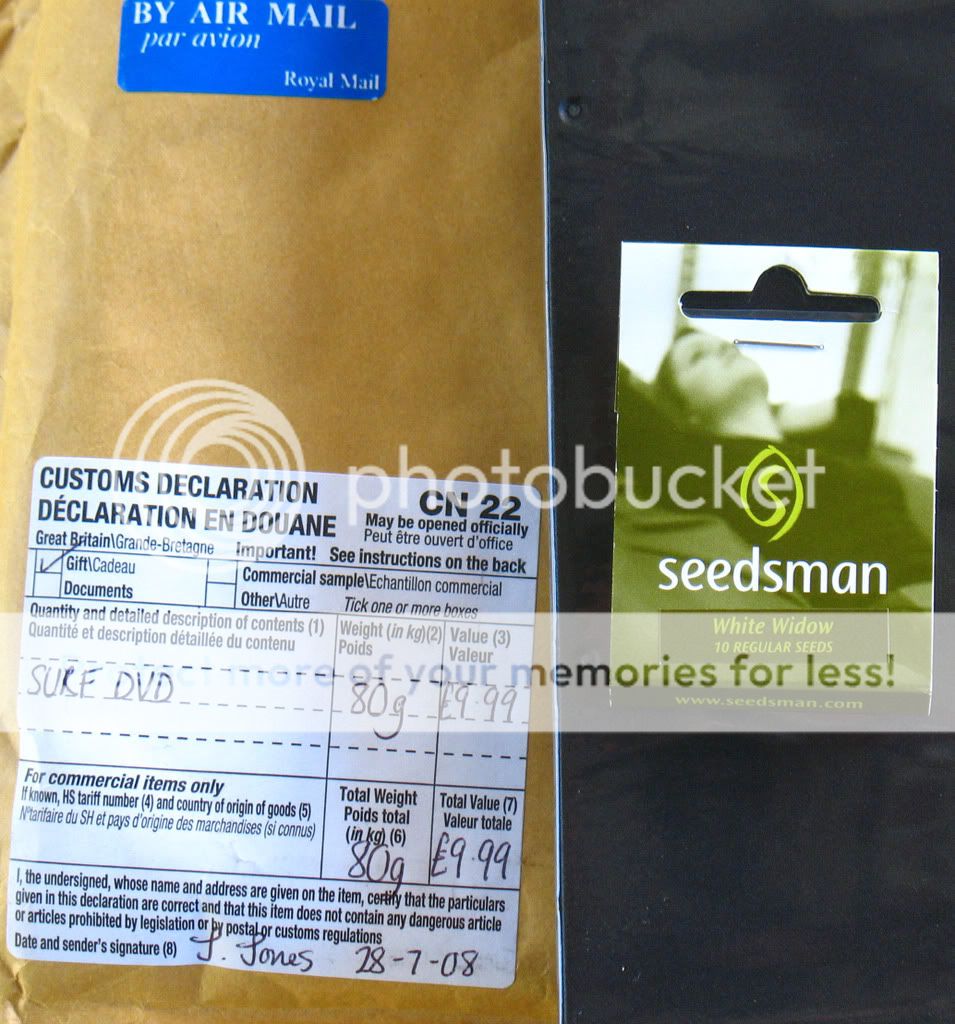 BY AIR MAIL
par avion
Royal Mail
CUSTOMS DECLARATION
DÉCLARATION EN DOUANE
CN 22
May be opened officially
Peut être ouvert d'office
Great Britain\Grande-Bretagne
Important! See instructions on the back
Gift\Cadeau
Documents
Commercial sample\Echantillon commercial
Other\Autre
Tick one or more boxes
Quantity and detailed description of contents (1)
Quantité et description détaillée du contenu
Weight (in kg)(2)
Poids
Value (3)
Valeur
DVD
80g
£9.99
For commercial items only
If known, HS tariff number (4) and country of origin of goods (5)
N°tarifaire du SH et pays d'origine des marchandises (si connus)
Total Weight
Poids total
(in kg) (6)
80g
Total Value (7)
Valeur totale
£9.99
I, the undersigned, whose name and address are given on the item, certify that the particulars
given in this declaration are correct and that this item does not contain any dangerous article
or articles prohibited by legislation or by postal or customs regulations
Date and sender's signature (8) J. Jones 28-7-08
seedsman
White Widow
10 REGULAR SEEDS
www.seedsman.com
photobucket
more of your memories for less!